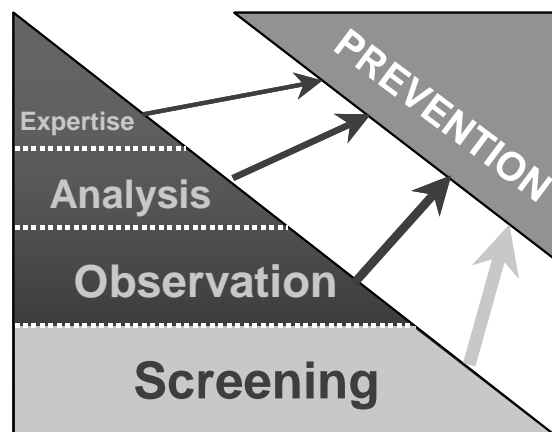 PREVENTION
Expertise
Analysis
Observation
Screening